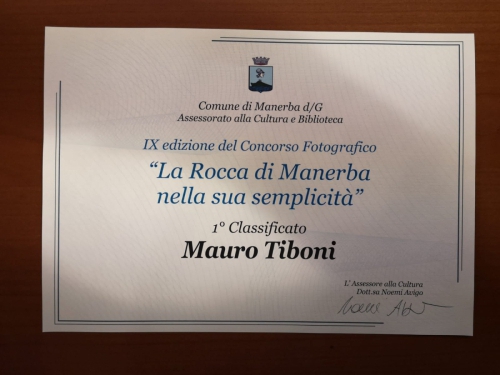 Comune di Manerba d/G
Assessorato alla Cultura e Biblioteca
IX edizione del Concorso Fotografico
“La Rocca di Manerba
nella sua semplicità”
1° Classificato
Mauro Tiboni
L' Assessore alla Cultura
Dott.sa Noemi Avigo